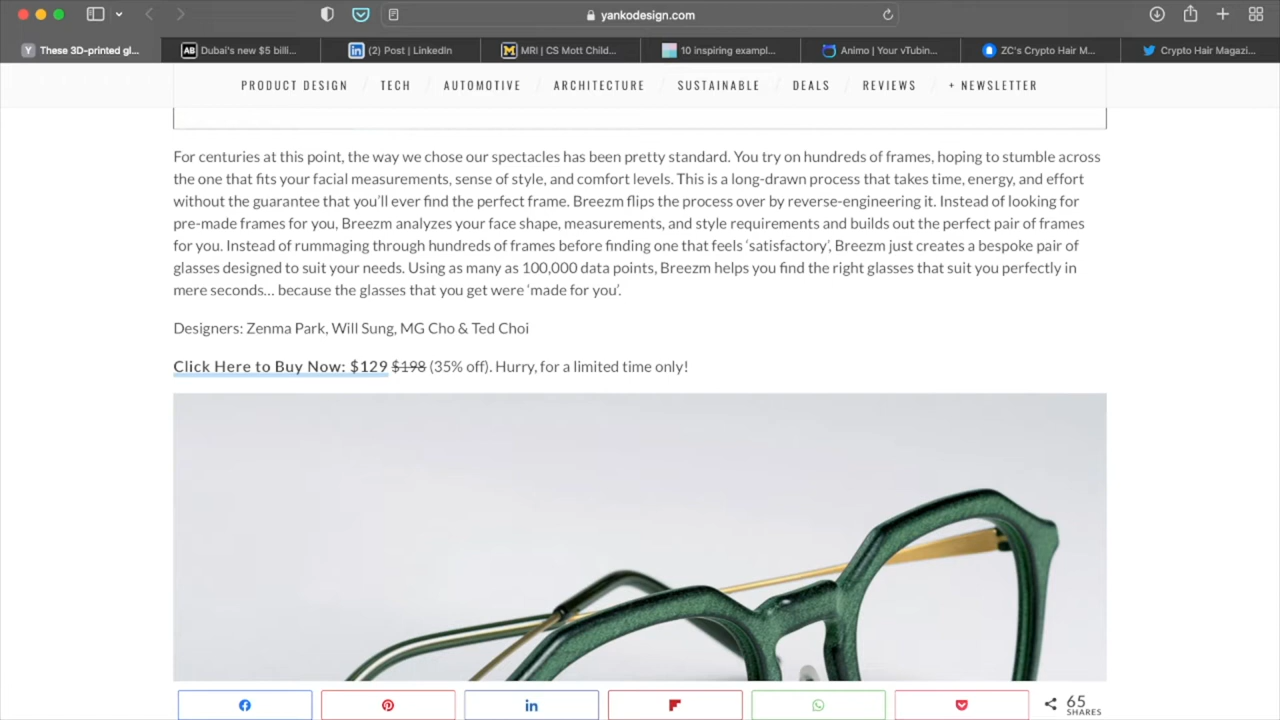 yankodesign.com
These 3D-printed gl...
Dubai's new $5 billi...
(2) Post | LinkedIn
MRI | CS Mott Child...
10 inspiring exampl...
Animo | Your vTubin...
ZC's Crypto Hair M...
Crypto Hair Magazi...
PRODUCT DESIGN / TECH / AUTOMOTIVE / ARCHITECTURE / SUSTAINABLE / DEALS / REVIEWS / + NEWSLETTER
For centuries at this point, the way we chose our spectacles has been pretty standard. You try on hundreds of frames, hoping to stumble across
the one that fits your facial measurements, sense of style, and comfort levels. This is a long-drawn process that takes time, energy, and effort
without the guarantee that you'll ever find the perfect frame. Breezm flips the process over by reverse-engineering it. Instead of looking for
pre-made frames for you, Breezm analyzes your face shape, measurements, and style requirements and builds out the perfect pair of frames
for you. Instead of rummaging through hundreds of frames before finding one that feels ‘satisfactory’, Breezm just creates a bespoke pair of
glasses designed to suit your needs. Using as many as 100,000 data points, Breezm helps you find the right glasses that suit you perfectly in
mere seconds… because the glasses that you get were ‘made for you’.
Designers: Zenma Park, Will Sung, MG Cho & Ted Choi
Click Here to Buy Now: $129 $198 (35% off). Hurry, for a limited time only!
65
SHARES